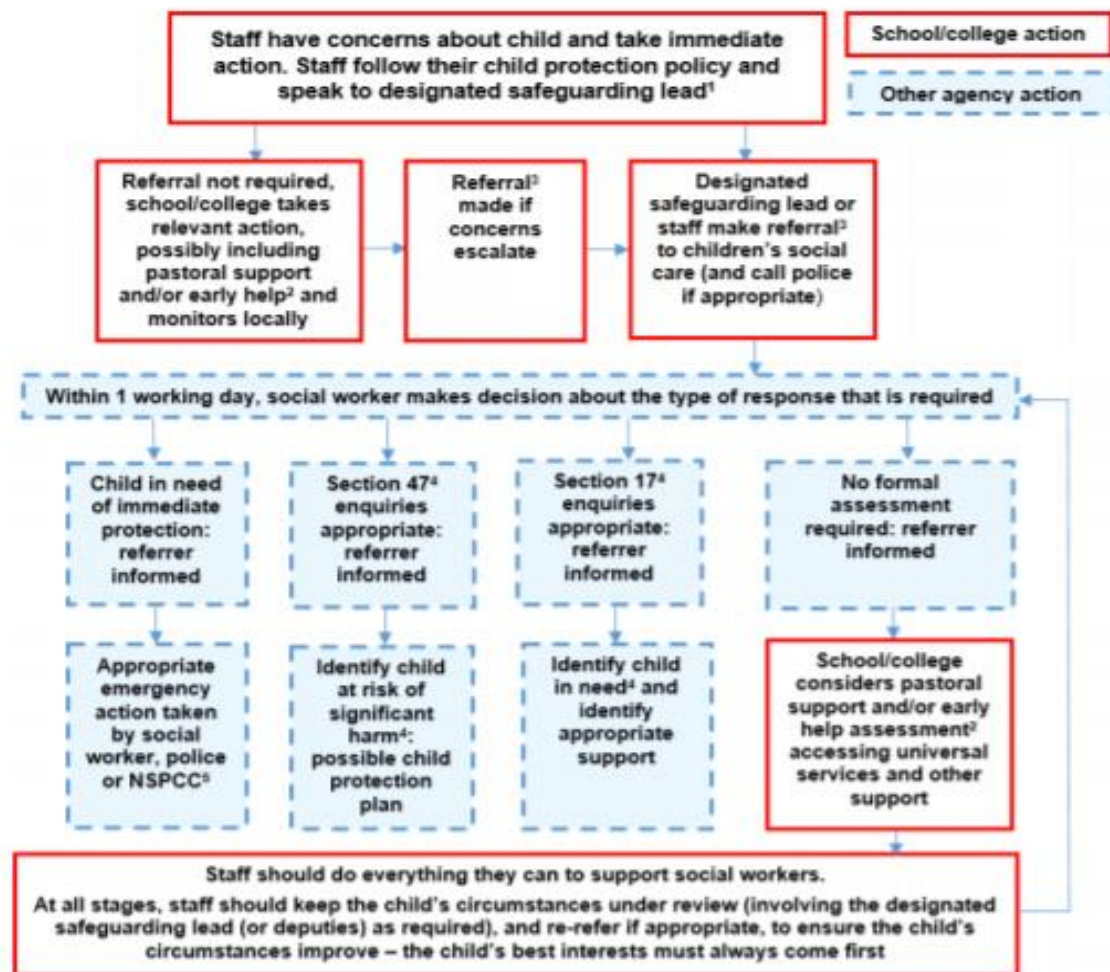 Staff have concerns about child and take immediate
action. Staff follow their child protection policy and
speak to designated safeguarding lead¹
School/college action
Other agency action
Referral not required,
school/college takes
relevant action,
possibly including
pastoral support
and/or early help² and
monitors locally
Referral³
made if
concerns
escalate
Designated
safeguarding lead or
staff make referral³
to children's social
care (and call police
if appropriate)
Within 1 working day, social worker makes decision about the type of response that is required
Child in need
of immediate
protection:
referrer
informed
Section 47⁴
enquiries
appropriate:
referrer
informed
Section 17⁴
enquiries
appropriate:
referrer
informed
No formal
assessment
required: referrer
informed
Appropriate
emergency
action taken
by social
worker, police
or NSPCC⁵
Identify child
at risk of
significant
harm⁴:
possible child
protection
plan
Identify child
in need⁴ and
identify
appropriate
support
School/college
considers pastoral
support and/or early
help assessment²
accessing universal
services and other
support
Staff should do everything they can to support social workers.
At all stages, staff should keep the child's circumstances under review (involving the designated
safeguarding lead (or deputies) as required), and re-refer if appropriate, to ensure the child's
circumstances improve – the child's best interests must always come first